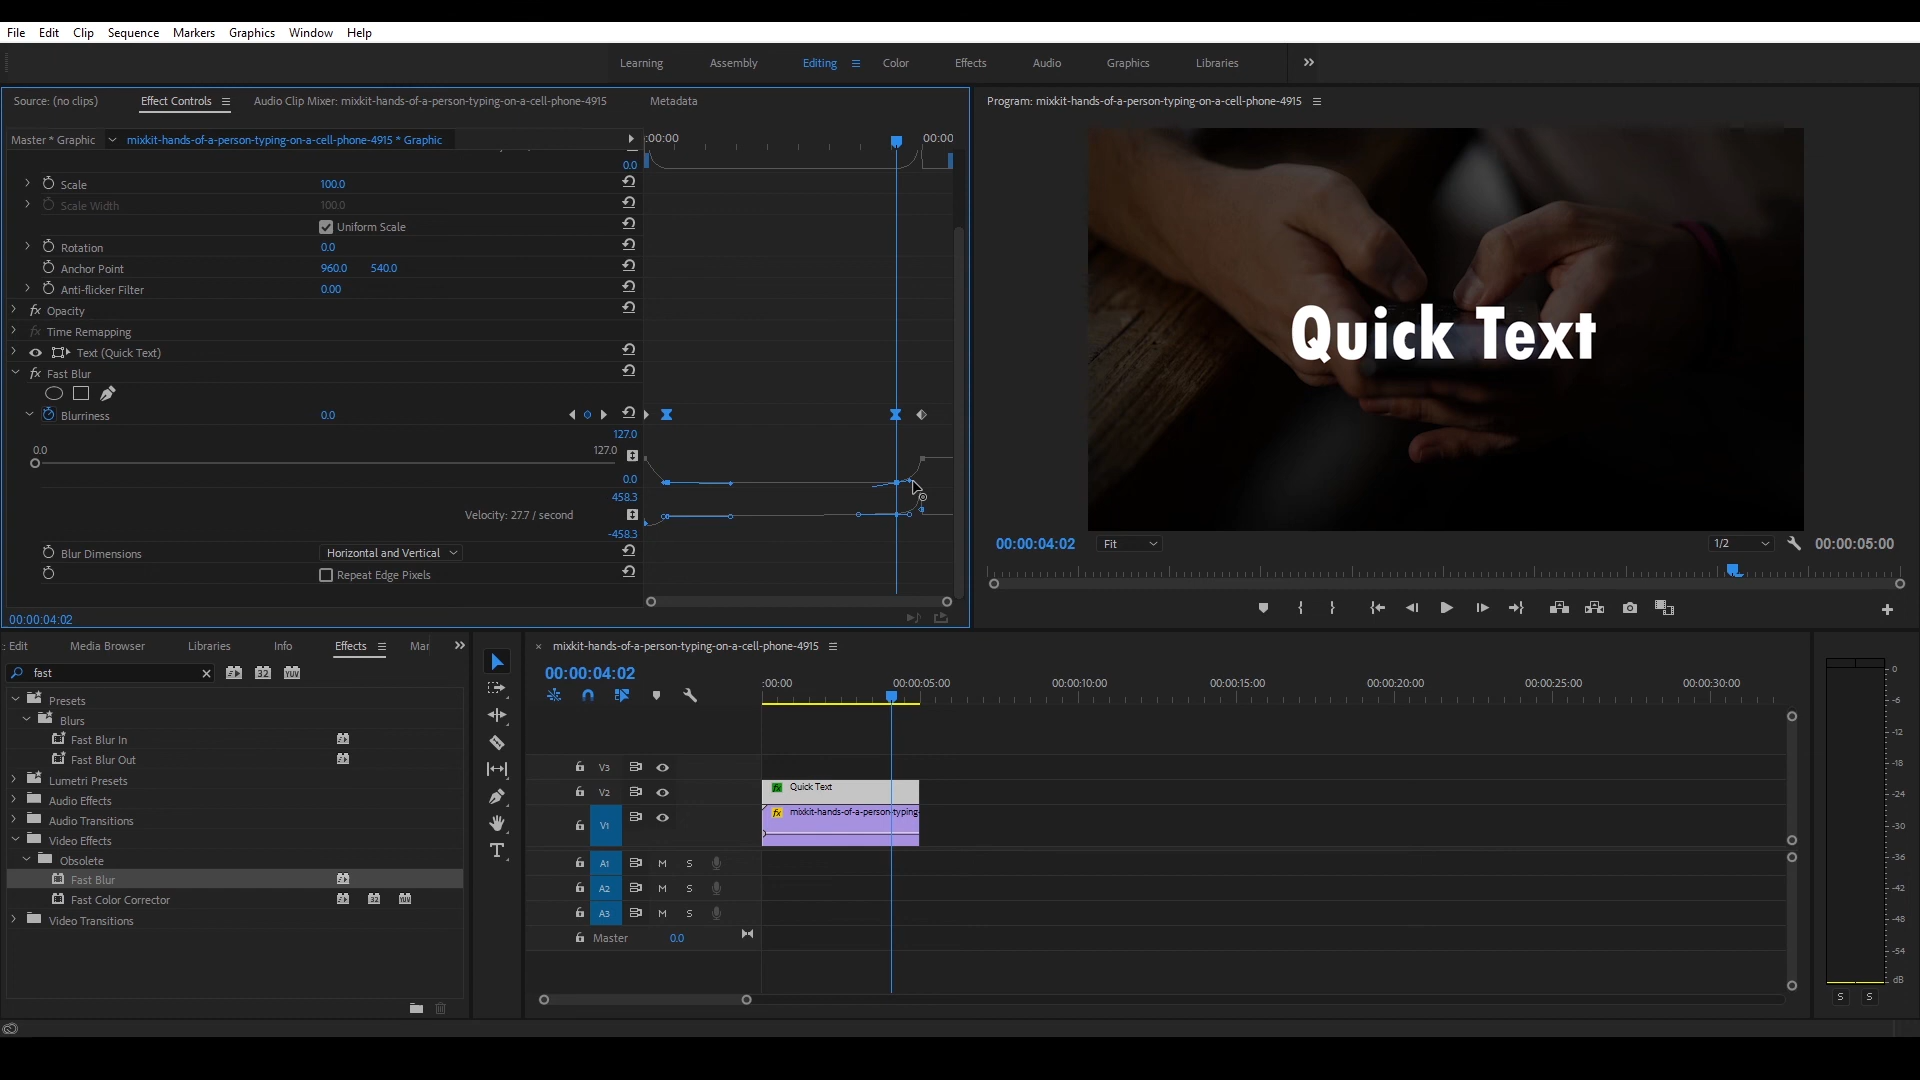 File Edit Clip Sequence Markers Graphics Window Help
Learning Assembly Editing Color Effects Audio Graphics Libraries
Source: (no clips) Effect Controls Audio Clip Mixer: mixkit-hands-of-a-person-typing-on-a-cell-phone-4915 Metadata
Program: mixkit-hands-of-a-person-typing-on-a-cell-phone-4915
Master * Graphic mixkit-hands-of-a-person-typing-on-a-cell-phone-4915 * Graphic
:00:00 00:00
0.0
Scale 100.0
Scale Width 100.0
Uniform Scale
Rotation 0.0
Anchor Point 960.0 540.0
Anti-flicker Filter 0.00
fx Opacity
fx Time Remapping
Text (Quick Text)
fx Fast Blur
Blurriness 0.0
127.0
0.0 127.0
0.0
458.3
Velocity: 27.7 / second
-458.3
Blur Dimensions Horizontal and Vertical
Repeat Edge Pixels
00:00:04:02
Quick Text
00:00:04:02 Fit 1/2 00:00:05:00
: Edit Media Browser Libraries Info Effects Mar
fast
32 YUV
Presets
Blurs
Fast Blur In
Fast Blur Out
Lumetri Presets
Audio Effects
Audio Transitions
Video Effects
Obsolete
Fast Blur
Fast Color Corrector 32 YUV
Video Transitions
T
× mixkit-hands-of-a-person-typing-on-a-cell-phone-4915
00:00:04:02
:00:00 00:00:05:00 00:00:10:00 00:00:15:00 00:00:20:00 00:00:25:00 00:00:30:00
V3
V2 fx Quick Text
V1 fx mixkit-hands-of-a-person-typing-
A1 M S
A2 M S
A3 M S
Master 0.0
0
-6
-12
-18
-24
-30
-36
-42
-48
-54
dB
S S